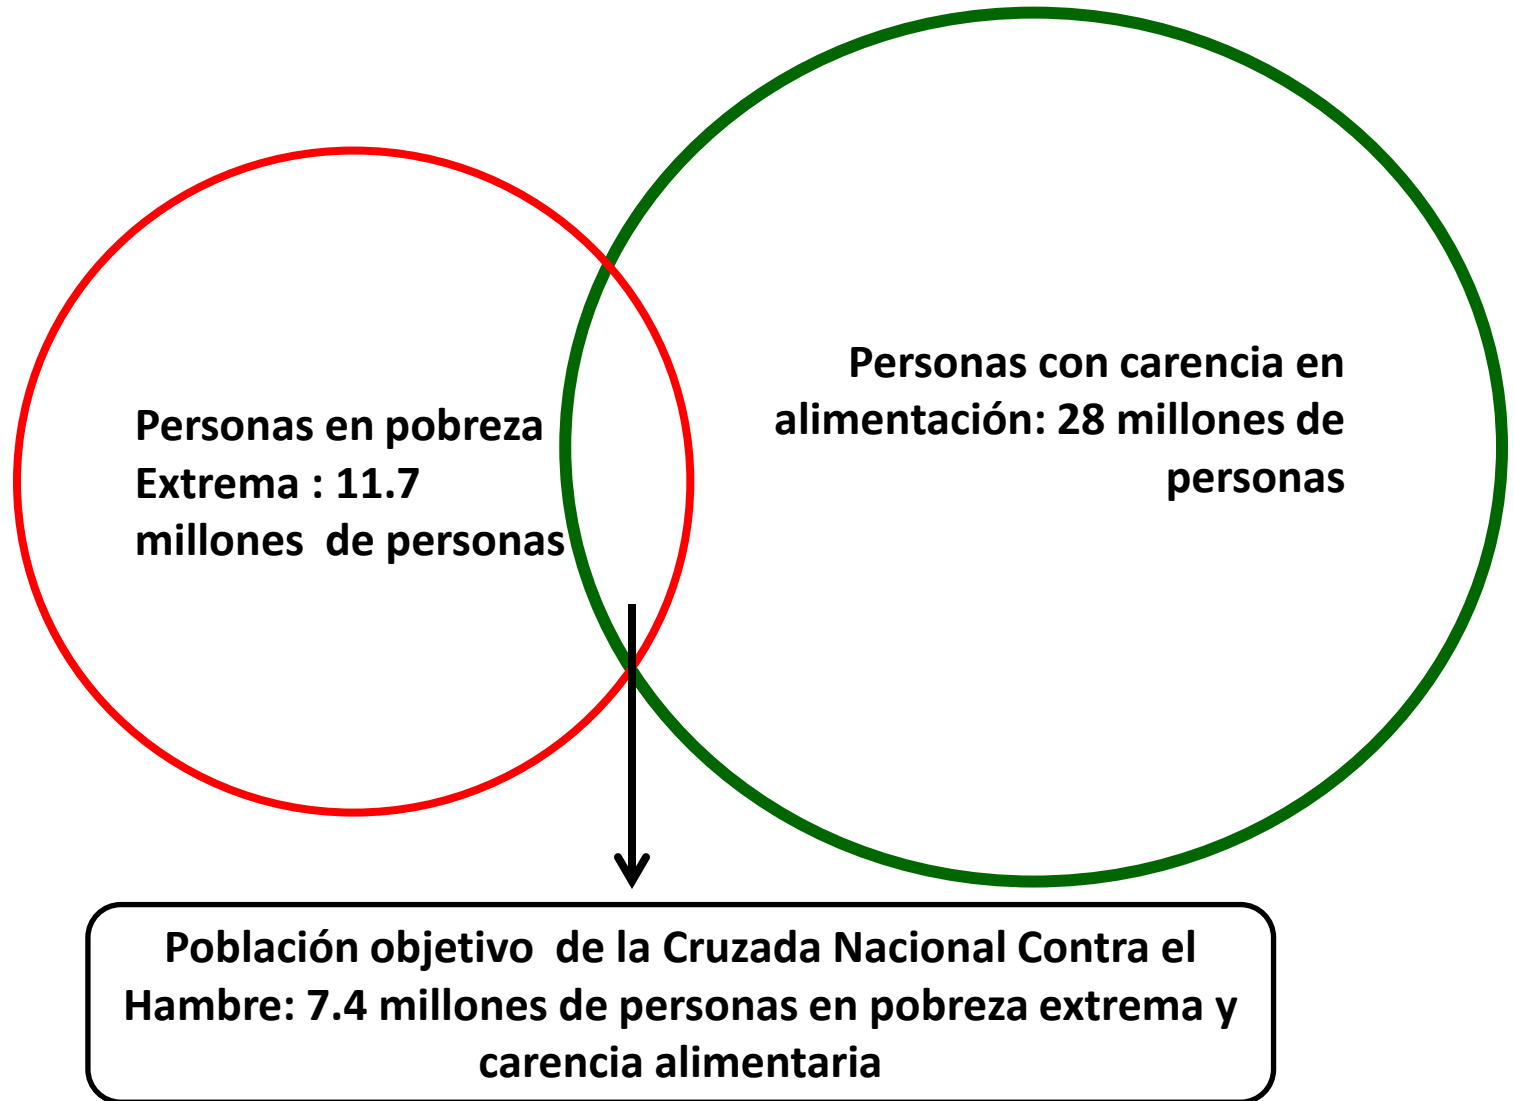 Personas en pobreza
Extrema : 11.7
millones  de personas
Personas con carencia en
alimentación: 28 millones de
personas
Población objetivo  de la Cruzada Nacional Contra el
Hambre: 7.4 millones de personas en pobreza extrema y
carencia alimentaria